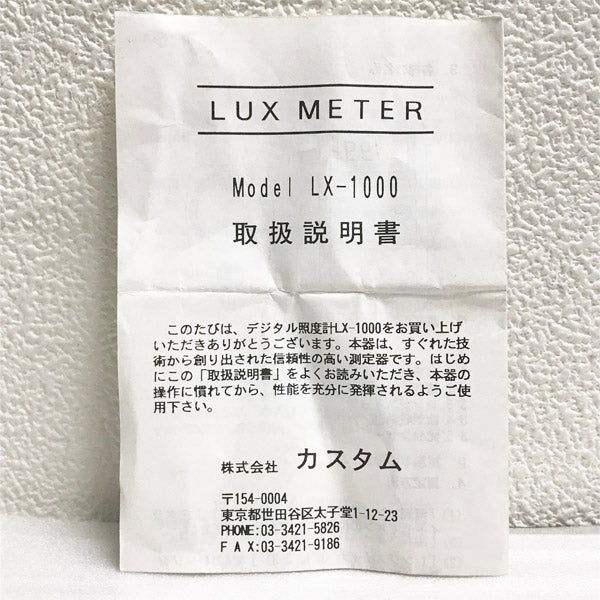 LUX METER
Model LX-1000
取扱説明書
このたびは、デジタル照度計LX-1000をお買い上げ
いただきありがとうございます。本器は、すぐれた技
術から創り出された信頼性の高い測定器です。はじめ
にこの「取扱説明書」をよくお読みいただき、本器の
操作に慣れてから、性能を充分に発揮されるようご使
用下さい。
株式会社 カスタム
〒154-0004
東京都世田谷区太子堂1-12-23
PHONE:03-3421-5826
F A X:03-3421-9186